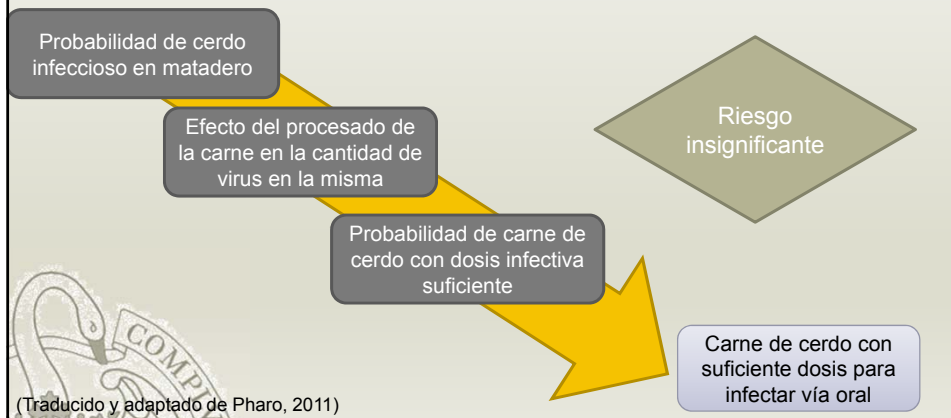 Probabilidad de cerdo
infeccioso en matadero
Efecto del procesado de
la carne en la cantidad de
virus en la misma
Probabilidad de carne de
cerdo con dosis infectiva
suficiente
Riesgo
insignificante
Carne de cerdo con
suficiente dosis para
infectar vía oral
COMPL
(Traducido y adaptado de Pharo, 2011)